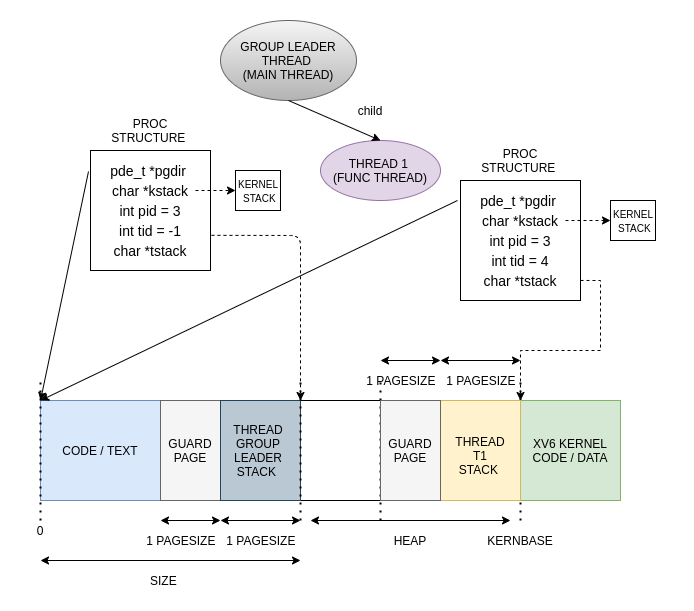 GROUP LEADER
THREAD
(MAIN THREAD)
child
PROC
STRUCTURE
pde_t *pgdir
char *kstack
int pid = 3
int tid = -1
char *tstack
KERNEL
STACK
THREAD 1
(FUNC THREAD)
PROC
STRUCTURE
pde_t *pgdir
char *kstack
int pid = 3
int tid = 4
char *tstack
KERNEL
STACK
1 PAGESIZE
1 PAGESIZE
CODE / TEXT
GUARD
PAGE
THREAD
GROUP
LEADER
STACK
GUARD
PAGE
THREAD
T1
STACK
XV6 KERNEL
CODE / DATA
0
1 PAGESIZE
1 PAGESIZE
HEAP
KERNBASE
SIZE